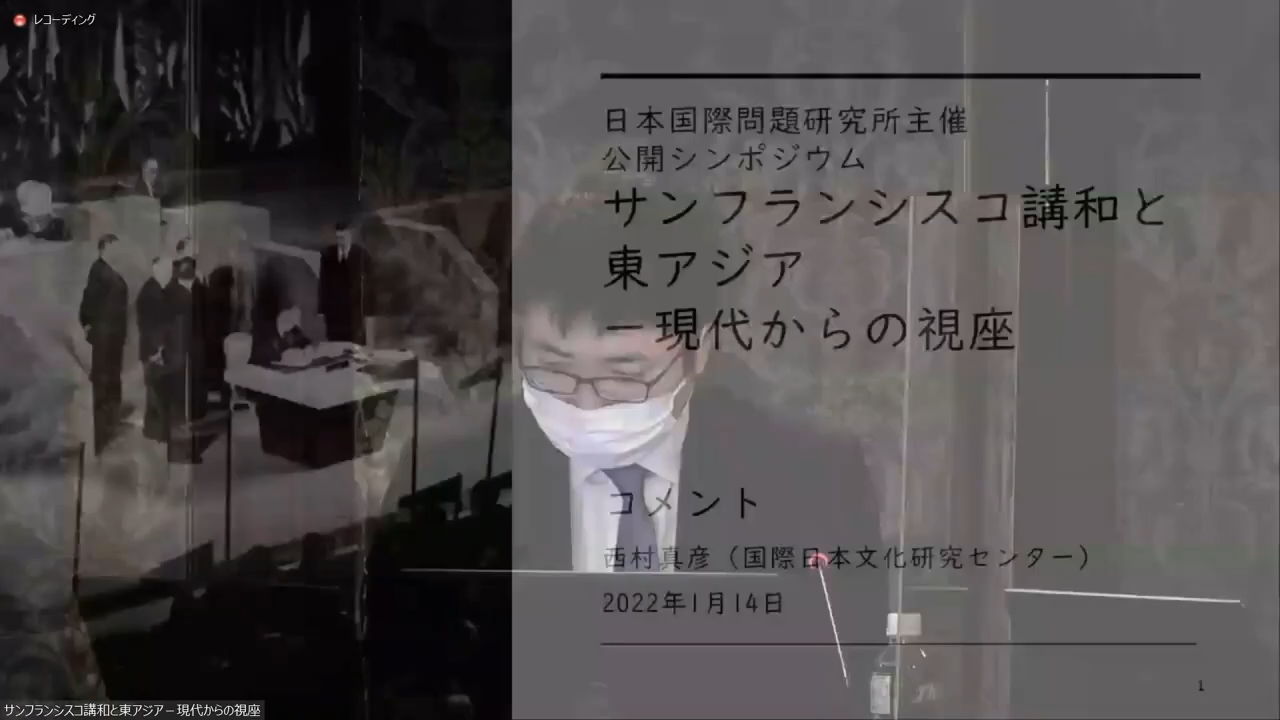 レコーディング
日本国際問題研究所主催
公開シンポジウム
サンフランシスコ講和と
東アジア
－現代からの視座
コメント
西村真彦（国際日本文化研究センター）
2022年1月14日
1
サンフランシスコ講和と東アジア－現代からの視座